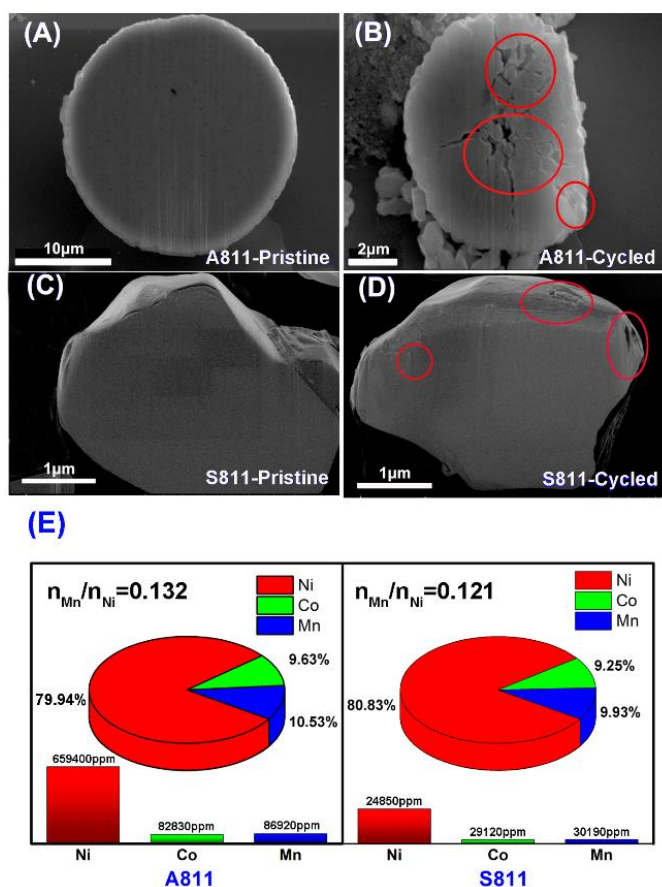 (A)
10μm
A811-Pristine
(B)
2μm
A811-Cycled
(C)
1μm
S811-Pristine
(D)
1μm
S811-Cycled
(E)
nMn/nNi=0.132
Ni
Co
Mn
9.63%
79.94%
10.53%
659400ppm
82830ppm
86920ppm
Ni Co Mn
A811
nMn/nNi=0.121
Ni
Co
Mn
9.25%
80.83%
9.93%
24850ppm
29120ppm
30190ppm
Ni Co Mn
S811